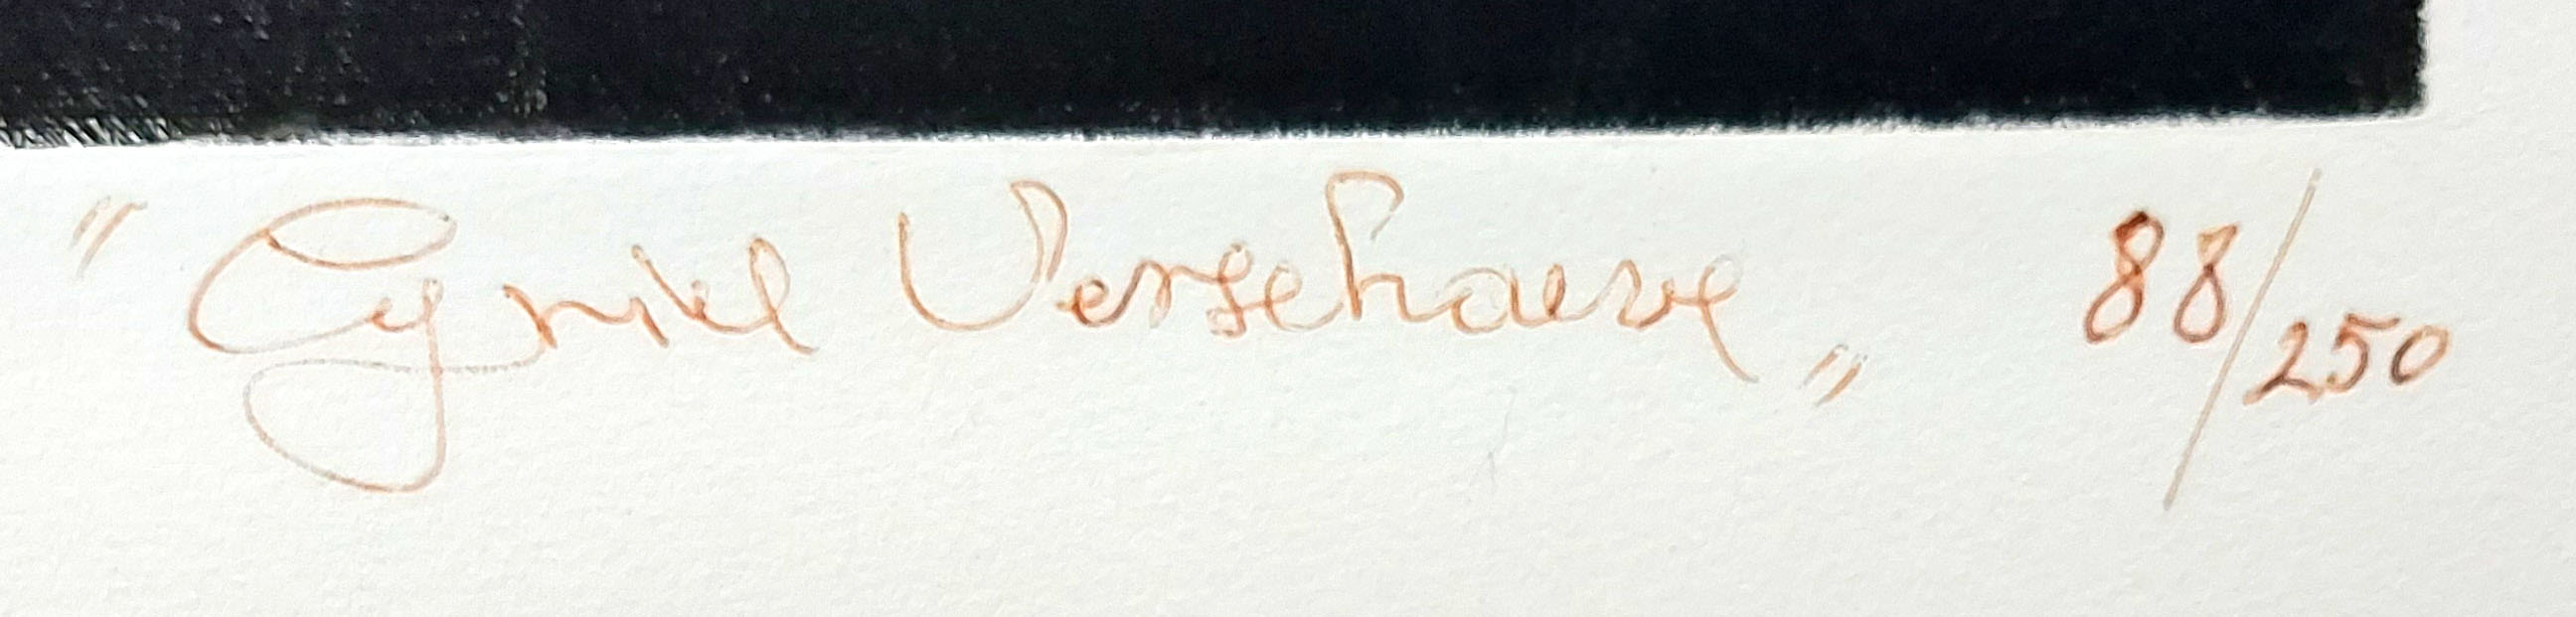 "Cyriel Verschaeve„ 88/250